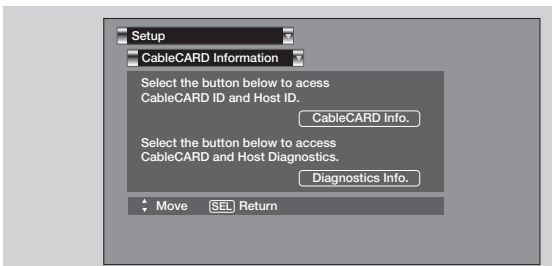 Setup
CableCARD Information
Select the button below to acess
CableCARD ID and Host ID.
CableCARD Info.
Select the button below to access
CableCARD and Host Diagnostics.
Diagnostics Info.
Move SEL Return